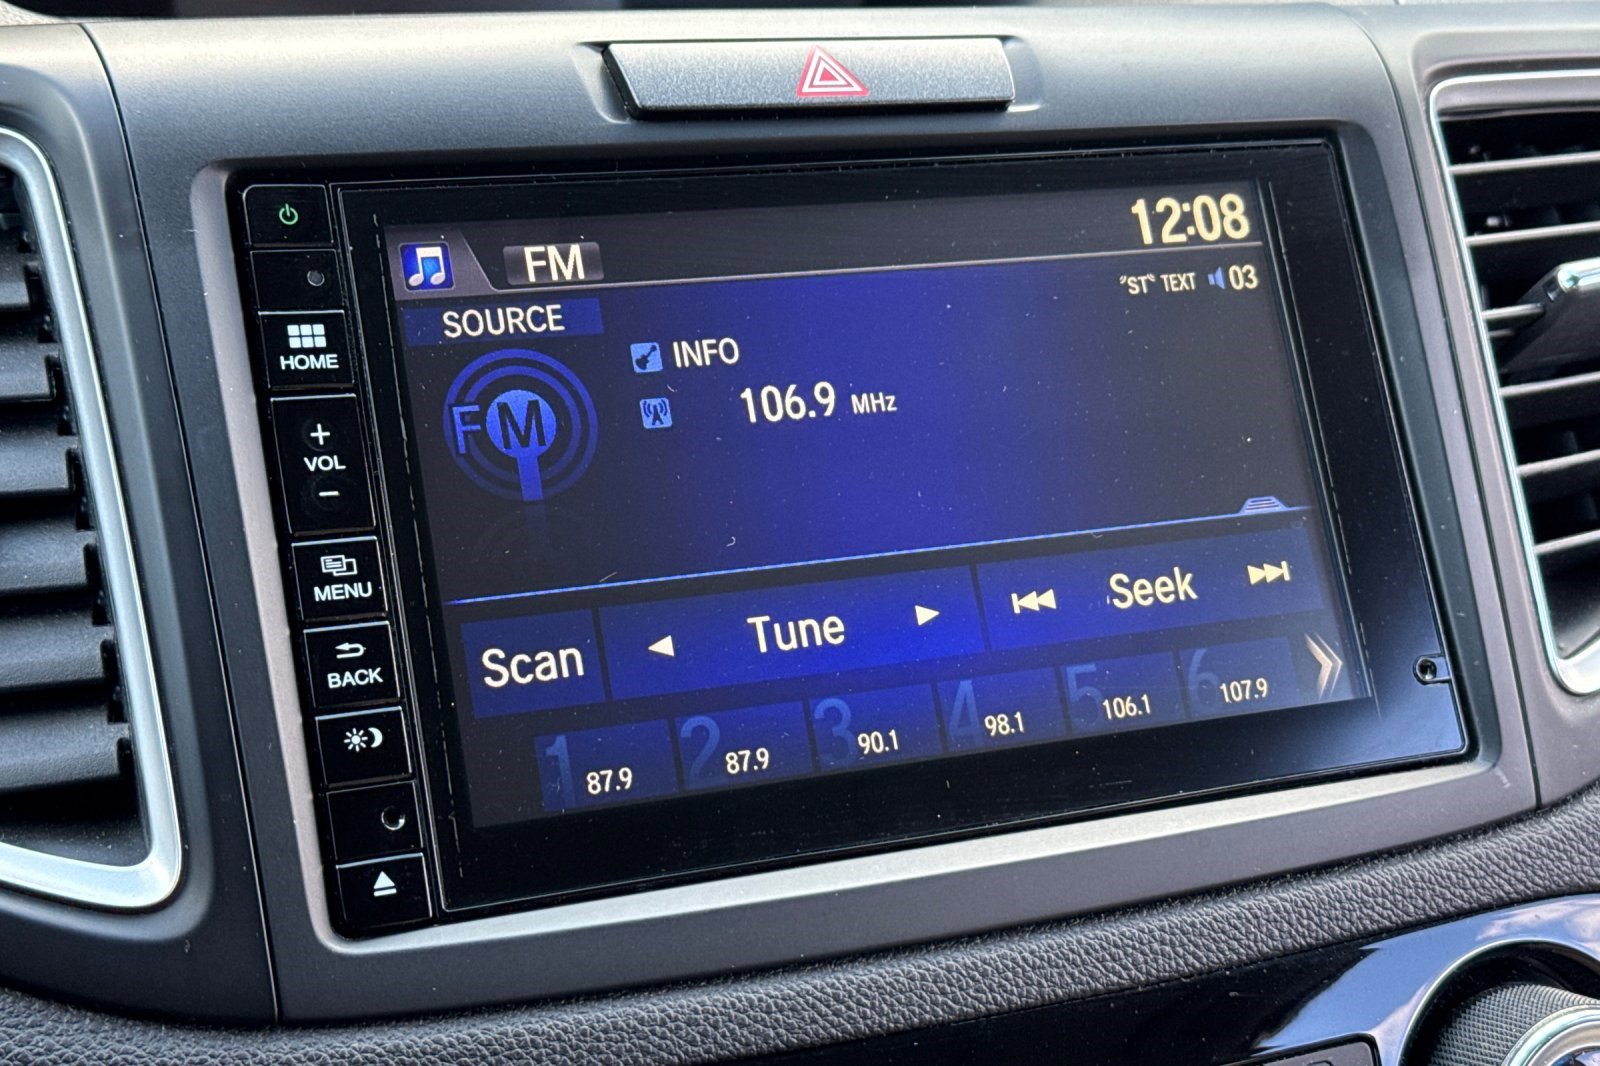 12:08
FM
"ST" TEXT 03
SOURCE
INFO
FM
106.9 MHz
HOME
+
VOL
−
MENU
BACK
Scan Tune Seek
1 87.9
2 87.9
3 90.1
4 98.1
5 106.1
6 107.9